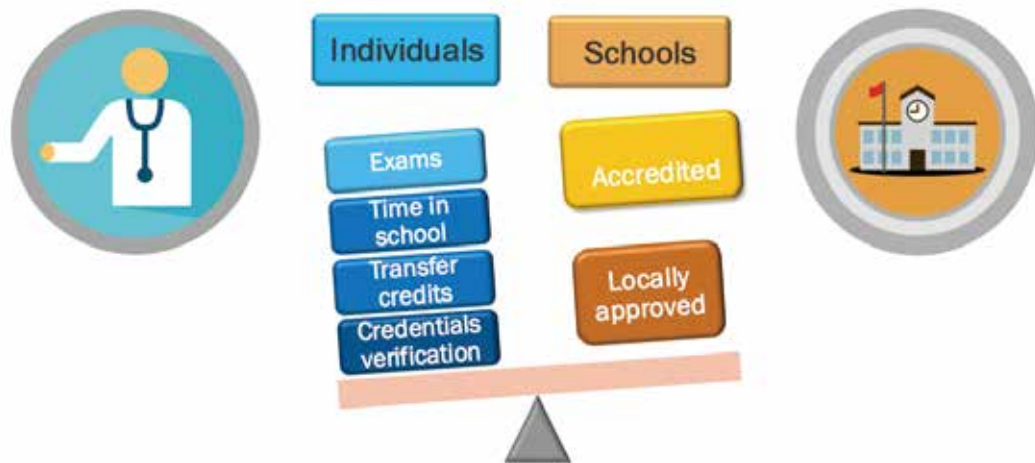 Individuals
Schools
Exams
Time in
school
Transfer
credits
Credentials
verification
Accredited
Locally
approved